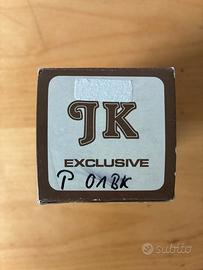 JK
EXCLUSIVE
P 01BK
subito